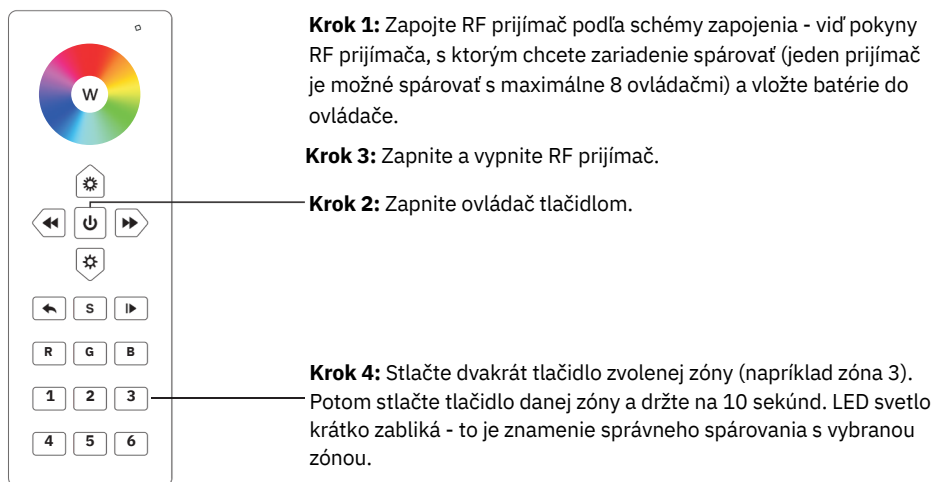 Krok 1: Zapojte RF prijímač podľa schémy zapojenia - viď pokyny
RF prijímača, s ktorým chcete zariadenie spárovať (jeden prijímač
je možné spárovať s maximálne 8 ovládačmi) a vložte batérie do
ovládače.
Krok 3: Zapnite a vypnite RF prijímač.
Krok 2: Zapnite ovládač tlačidlom.
Krok 4: Stlačte dvakrát tlačidlo zvolenej zóny (napríklad zóna 3).
Potom stlačte tlačidlo danej zóny a držte na 10 sekúnd. LED svetlo
krátko zabliká - to je znamenie správneho spárovania s vybranou
zónou.
W
S
R G B
1 2 3
4 5 6